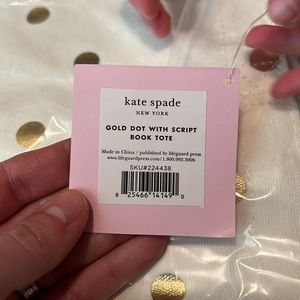 kate spade
NEW YORK
GOLD DOT WITH SCRIPT
BOOK TOTE
Made in China / published by lifeguard press
www.lifeguardpress.com | 1.800.992.3006
SKU#224438
8 25466 14149 0